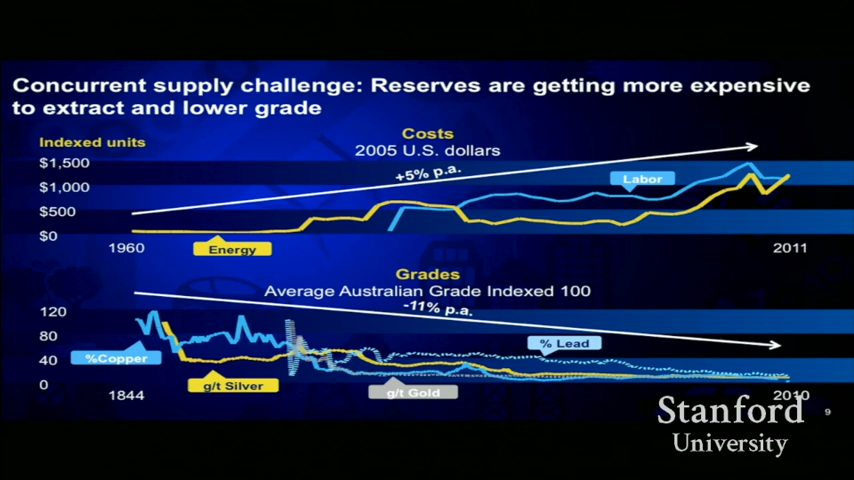 Concurrent supply challenge: Reserves are getting more expensive
to extract and lower grade
Indexed units
Costs
2005 U.S. dollars
$1,500
$1,000
$500
$0
+5% p.a.
Labor
Energy
1960
2011
Grades
Average Australian Grade Indexed 100
-11% p.a.
120
80
40
0
%Copper
g/t Silver
g/t Gold
% Lead
1844
2010
Stanford
University
9